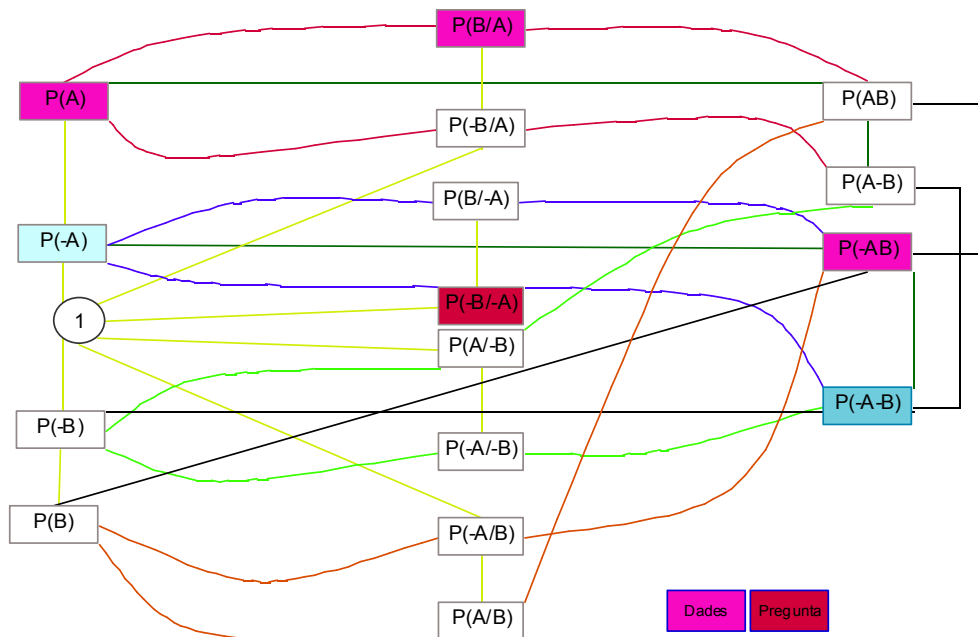 P(B/A)
P(A)
P(AB)
P(-B/A)
P(A-B)
P(B/-A)
P(-A)
P(-AB)
P(-B/-A)
1
P(A/-B)
P(-A-B)
P(-B)
P(-A/-B)
P(B)
P(-A/B)
P(A/B)
Dades
Pregunta